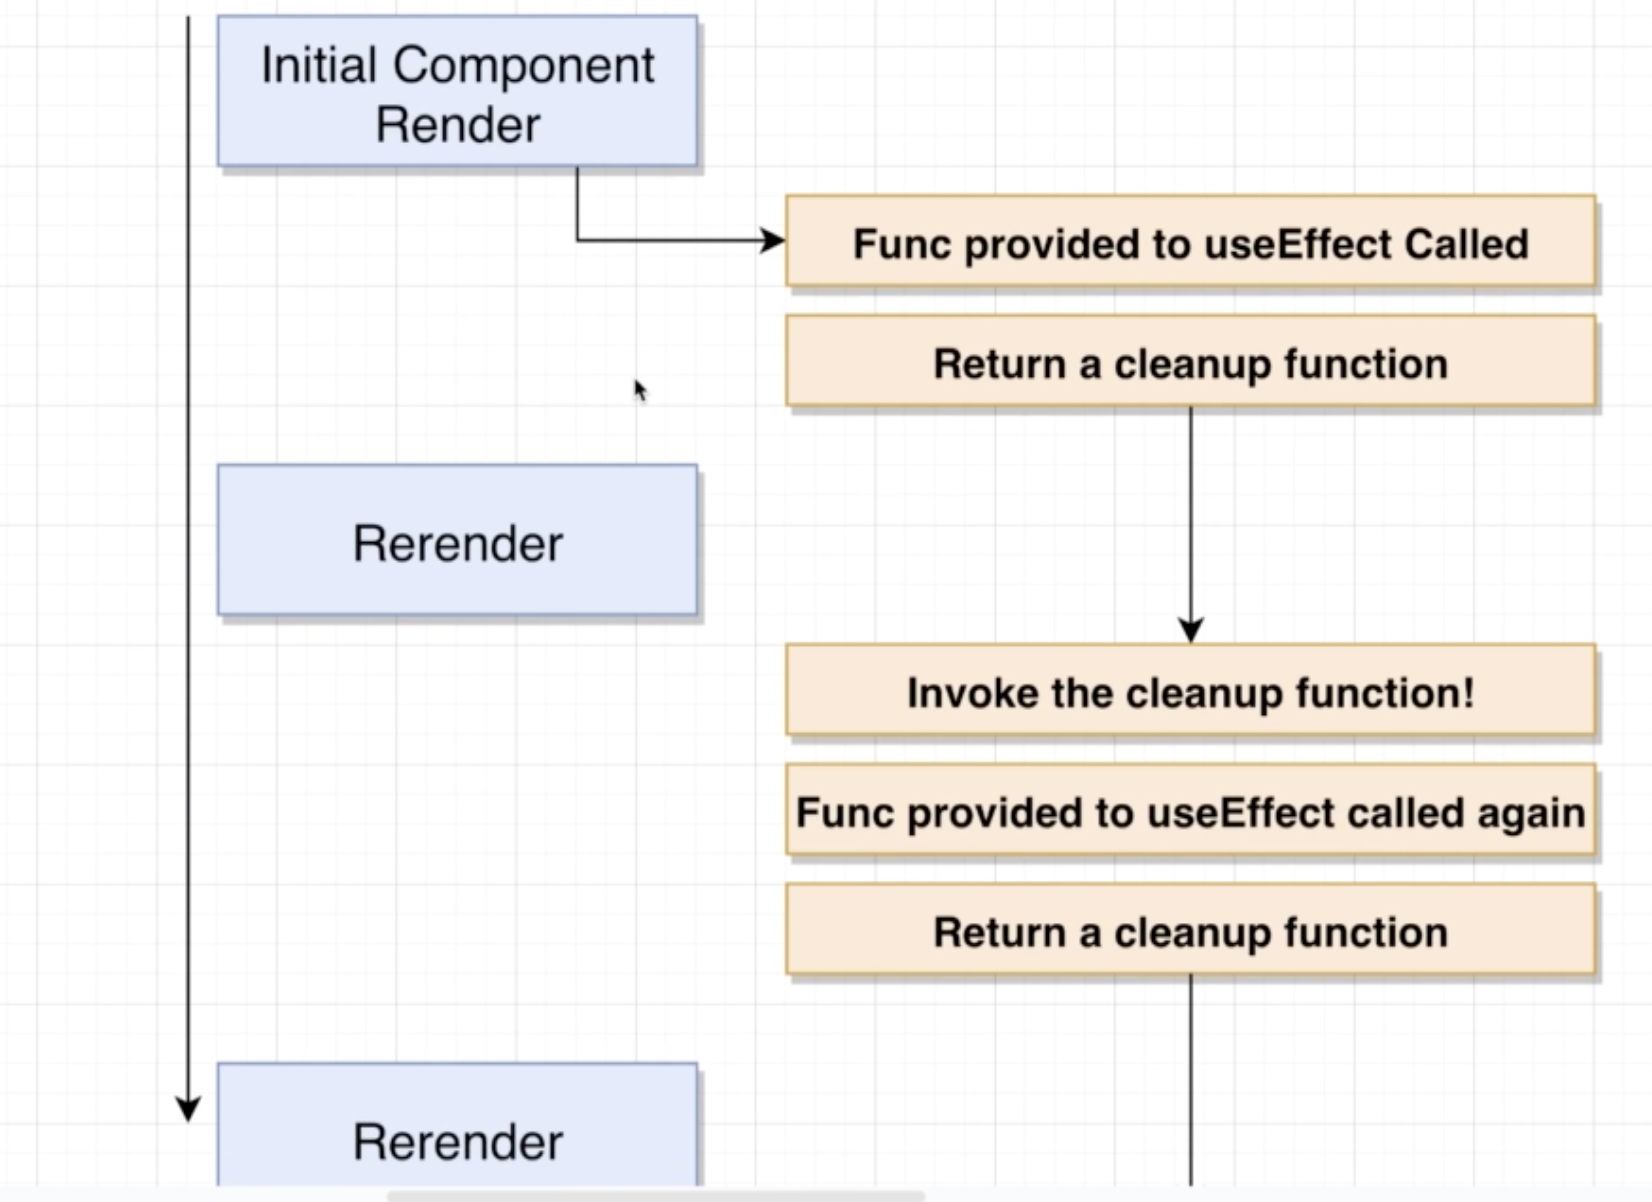 Initial Component
Render
Func provided to useEffect Called
Return a cleanup function
Rerender
Invoke the cleanup function!
Func provided to useEffect called again
Return a cleanup function
Rerender